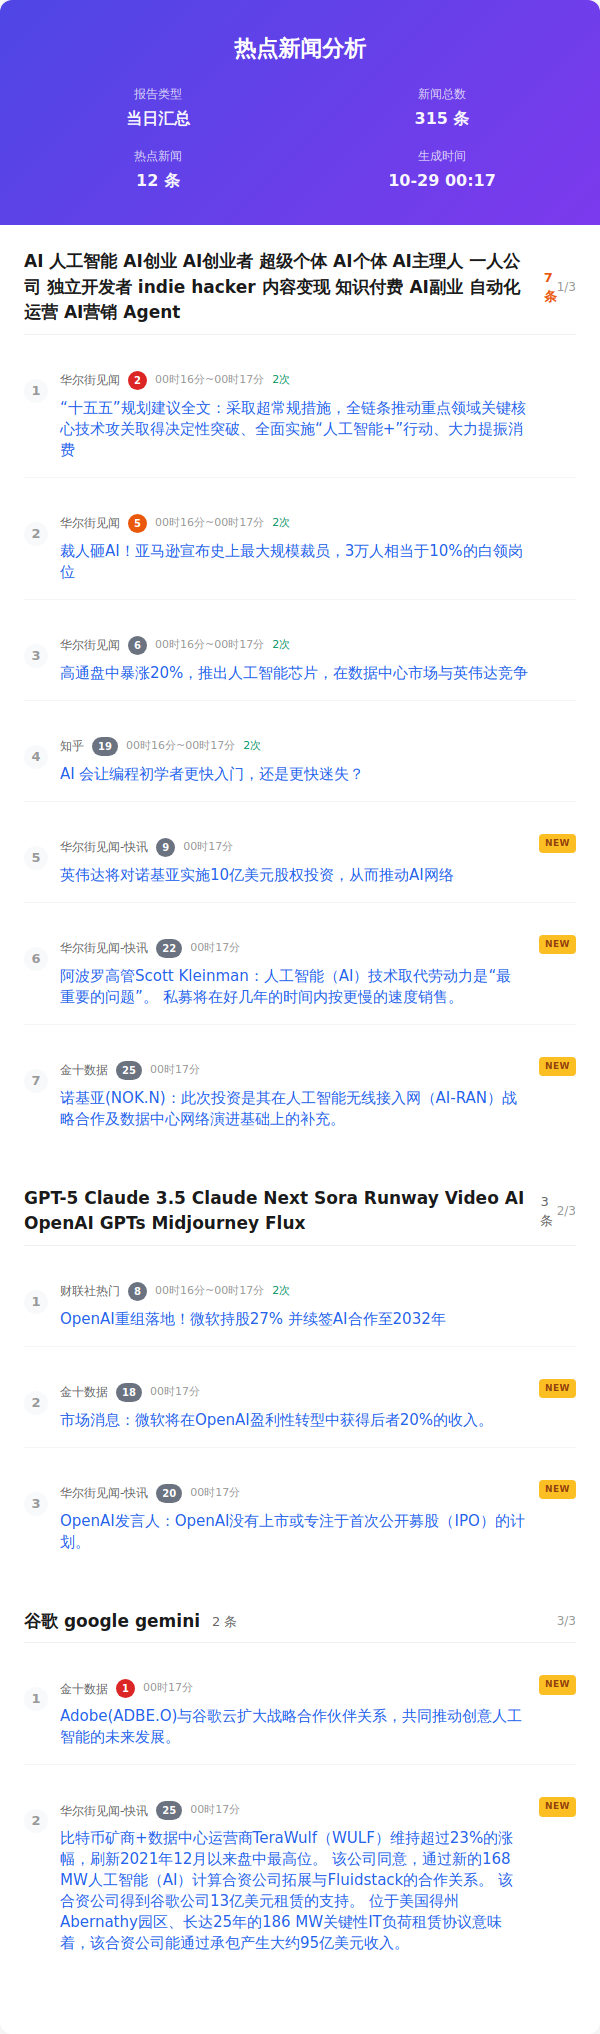 热点新闻分析
报告类型
新闻总数
当日汇总
315 条
热点新闻
生成时间
12 条
10-29 00:17
AI 人工智能 AI创业 AI创业者 超级个体 AI个体 AI主理人 一人公
司 独立开发者 indie hacker 内容变现 知识付费 AI副业 自动化
运营 AI营销 Agent
7
条
1/3
1
华尔街见闻 2 00时16分~00时17分 2次
“十五五”规划建议全文：采取超常规措施，全链条推动重点领域关键核
心技术攻关取得决定性突破、全面实施“人工智能+”行动、大力提振消
费
2
华尔街见闻 5 00时16分~00时17分 2次
裁人砸AI！亚马逊宣布史上最大规模裁员，3万人相当于10%的白领岗
位
3
华尔街见闻 6 00时16分~00时17分 2次
高通盘中暴涨20%，推出人工智能芯片，在数据中心市场与英伟达竞争
4
知乎 19 00时16分~00时17分 2次
AI 会让编程初学者更快入门，还是更快迷失？
5
华尔街见闻-快讯 9 00时17分
NEW
英伟达将对诺基亚实施10亿美元股权投资，从而推动AI网络
6
华尔街见闻-快讯 22 00时17分
NEW
阿波罗高管Scott Kleinman：人工智能（AI）技术取代劳动力是“最
重要的问题”。 私募将在好几年的时间内按更慢的速度销售。
7
金十数据 25 00时17分
NEW
诺基亚(NOK.N)：此次投资是其在人工智能无线接入网（AI-RAN）战
略合作及数据中心网络演进基础上的补充。
GPT-5 Claude 3.5 Claude Next Sora Runway Video AI
OpenAI GPTs Midjourney Flux
3
条
2/3
1
财联社热门 8 00时16分~00时17分 2次
OpenAI重组落地！微软持股27% 并续签AI合作至2032年
2
金十数据 18 00时17分
NEW
市场消息：微软将在OpenAI盈利性转型中获得后者20%的收入。
3
华尔街见闻-快讯 20 00时17分
NEW
OpenAI发言人：OpenAI没有上市或专注于首次公开募股（IPO）的计
划。
谷歌 google gemini 2 条
3/3
1
金十数据 1 00时17分
NEW
Adobe(ADBE.O)与谷歌云扩大战略合作伙伴关系，共同推动创意人工
智能的未来发展。
2
华尔街见闻-快讯 25 00时17分
NEW
比特币矿商+数据中心运营商TeraWulf（WULF）维持超过23%的涨
幅，刷新2021年12月以来盘中最高位。 该公司同意，通过新的168
MW人工智能（AI）计算合资公司拓展与Fluidstack的合作关系。 该
合资公司得到谷歌公司13亿美元租赁的支持。 位于美国得州
Abernathy园区、长达25年的186 MW关键性IT负荷租赁协议意味
着，该合资公司能通过承包产生大约95亿美元收入。